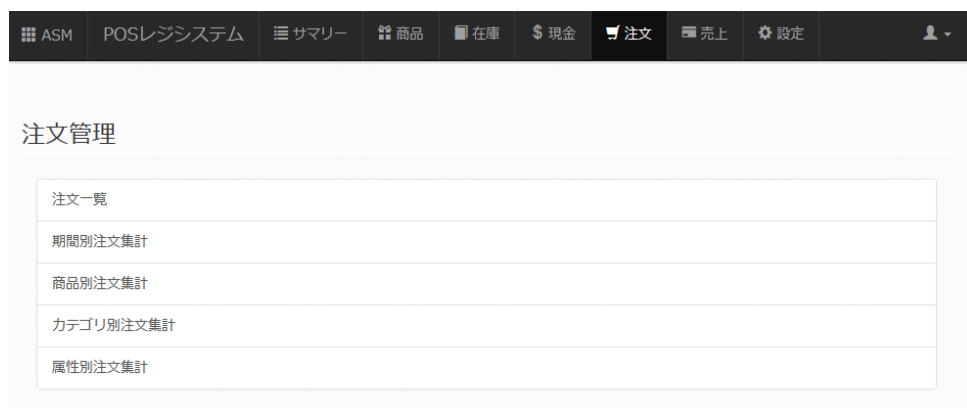 ASM POSレジシステム サマリー 商品 在庫 $ 現金 注文 売上 設定
注文管理
注文一覧
期間別注文集計
商品別注文集計
カテゴリ別注文集計
属性別注文集計